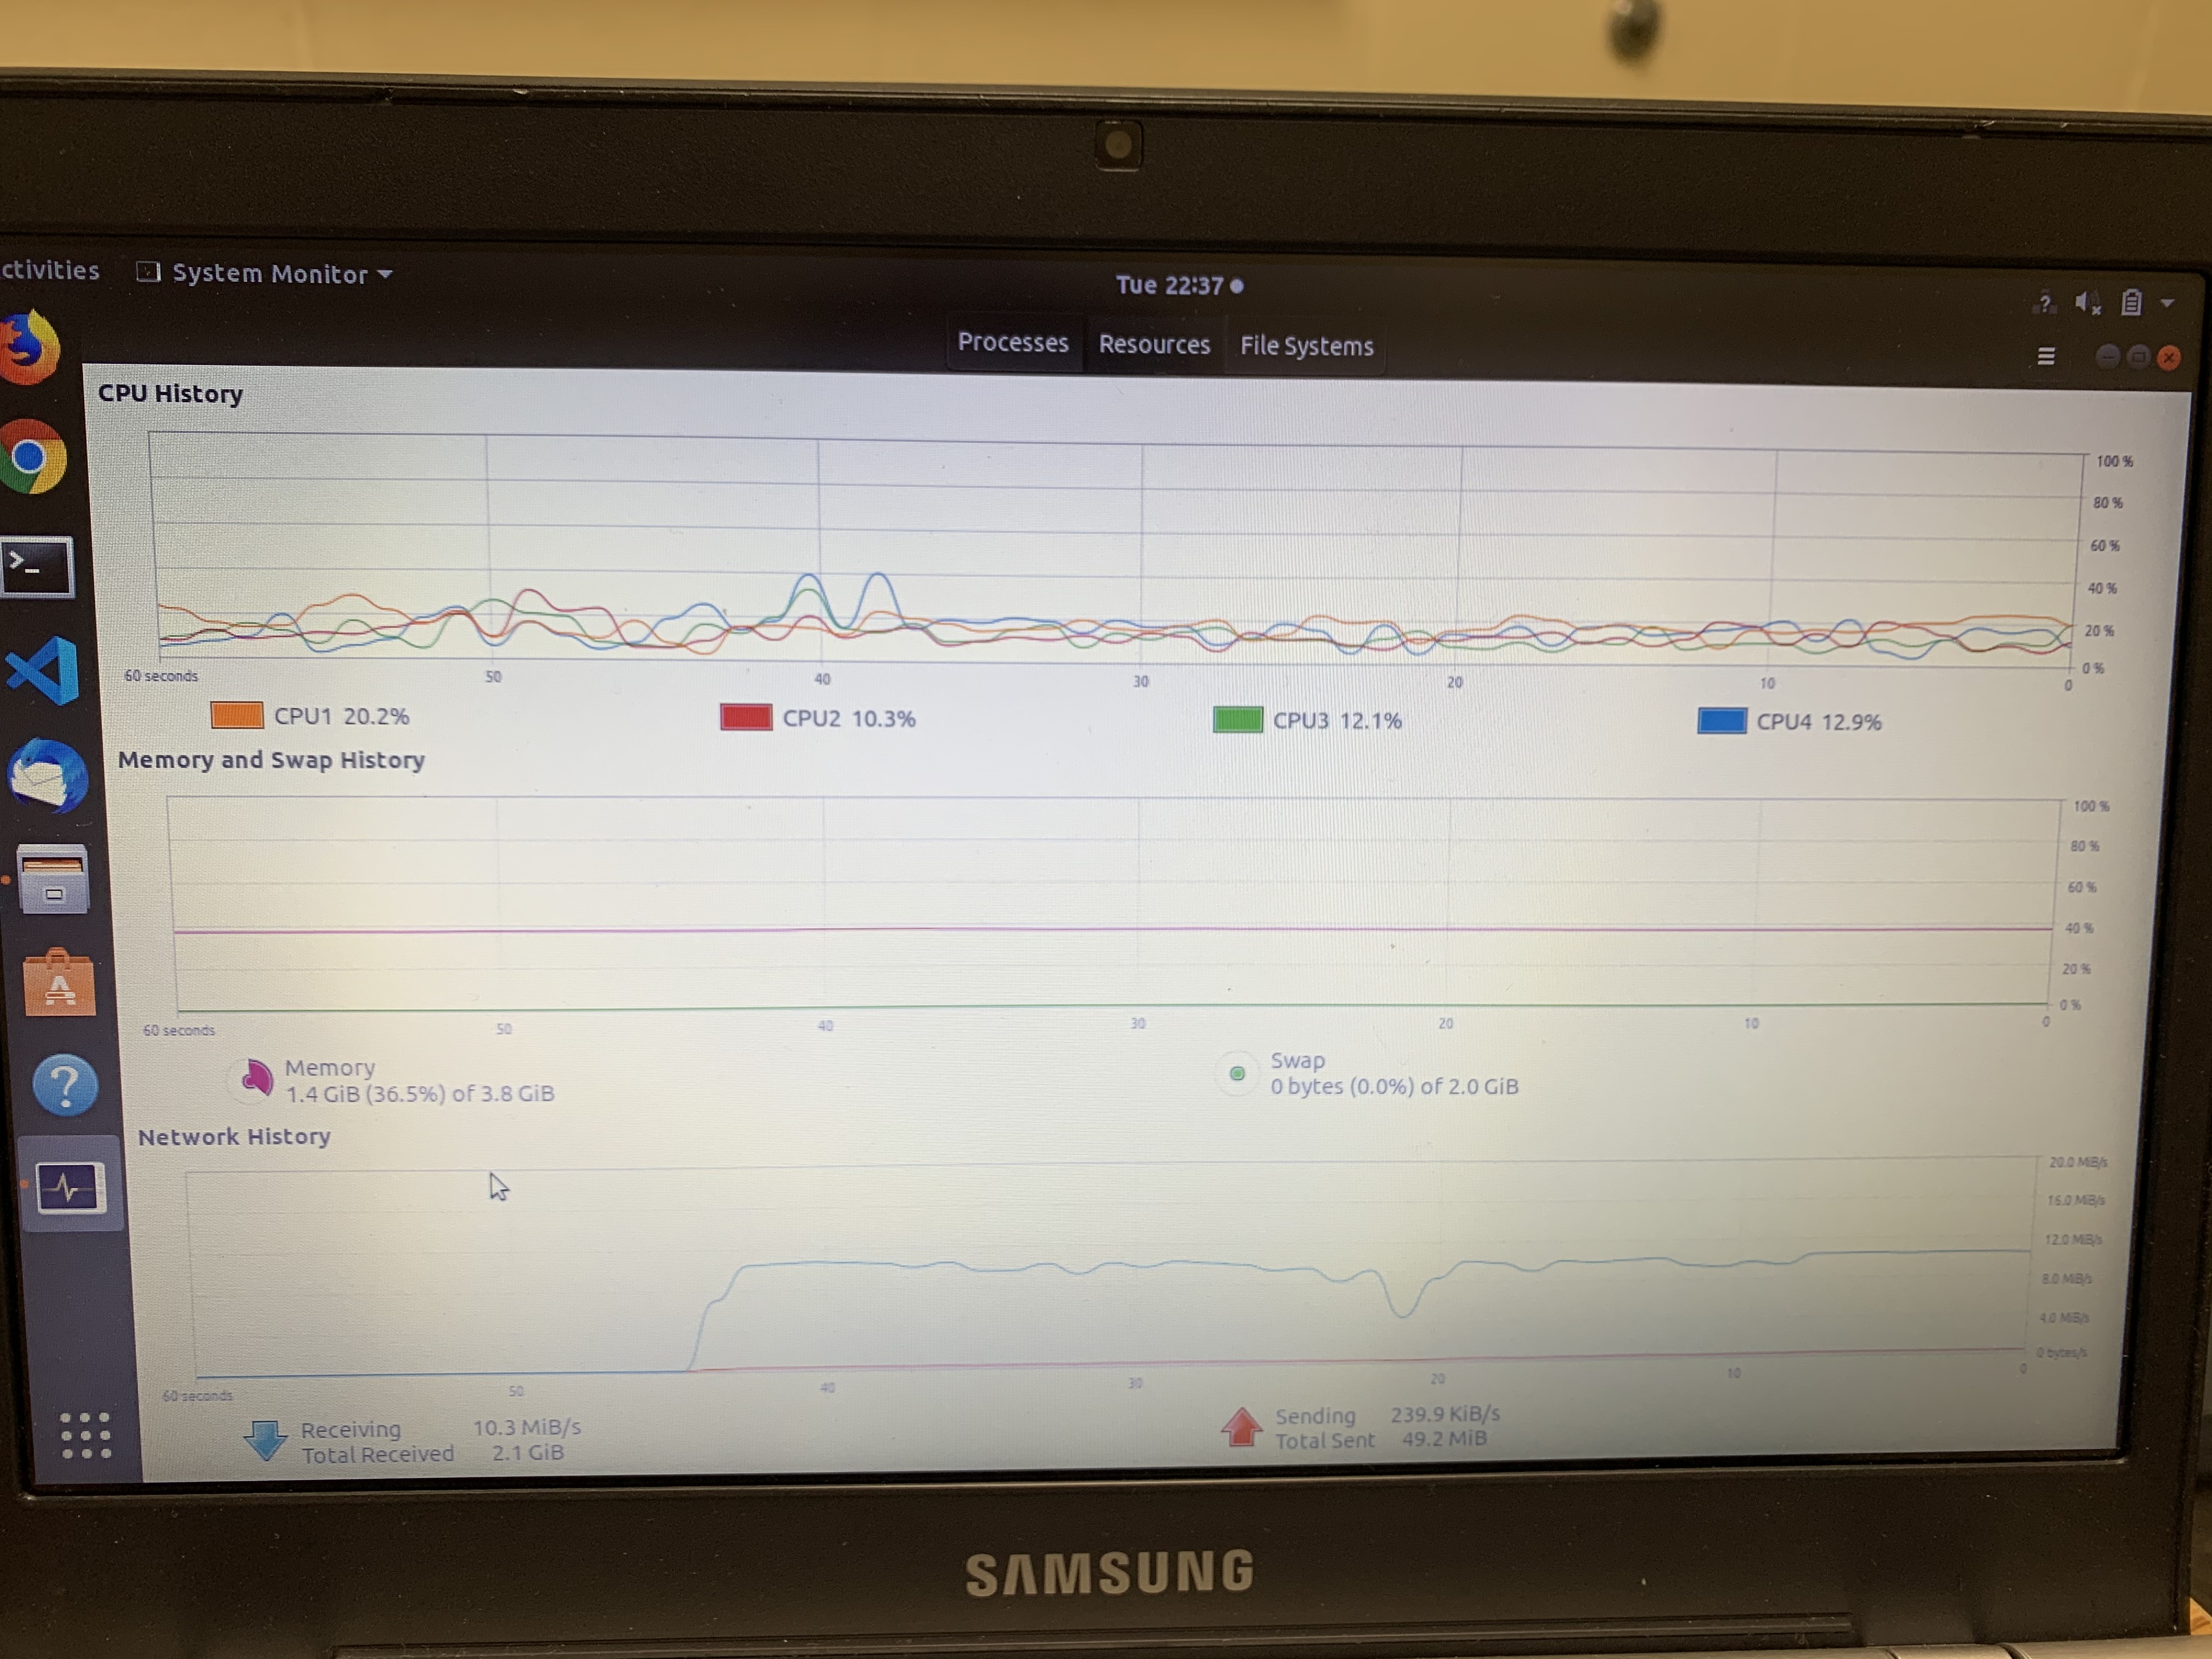 ctivities System Monitor Tue 22:37
Processes Resources File Systems
CPU History
100 %
80 %
60 %
40 %
20 %
0 %
60 seconds 50 40 30 20 10 0
CPU1 20.2% CPU2 10.3% CPU3 12.1% CPU4 12.9%
Memory and Swap History
100 %
80 %
60 %
40 %
20 %
0 %
60 seconds 50 40 30 20 10 0
Memory
1.4 GiB (36.5%) of 3.8 GiB
Swap
0 bytes (0.0%) of 2.0 GiB
Network History
20.0 MiB/s
16.0 MiB/s
12.0 MiB/s
8.0 MiB/s
4.0 MiB/s
0 bytes/s
60 seconds 50 40 30 20 10 0
Receiving 10.3 MiB/s
Total Received 2.1 GiB
Sending 239.9 KiB/s
Total Sent 49.2 MiB
SAMSUNG